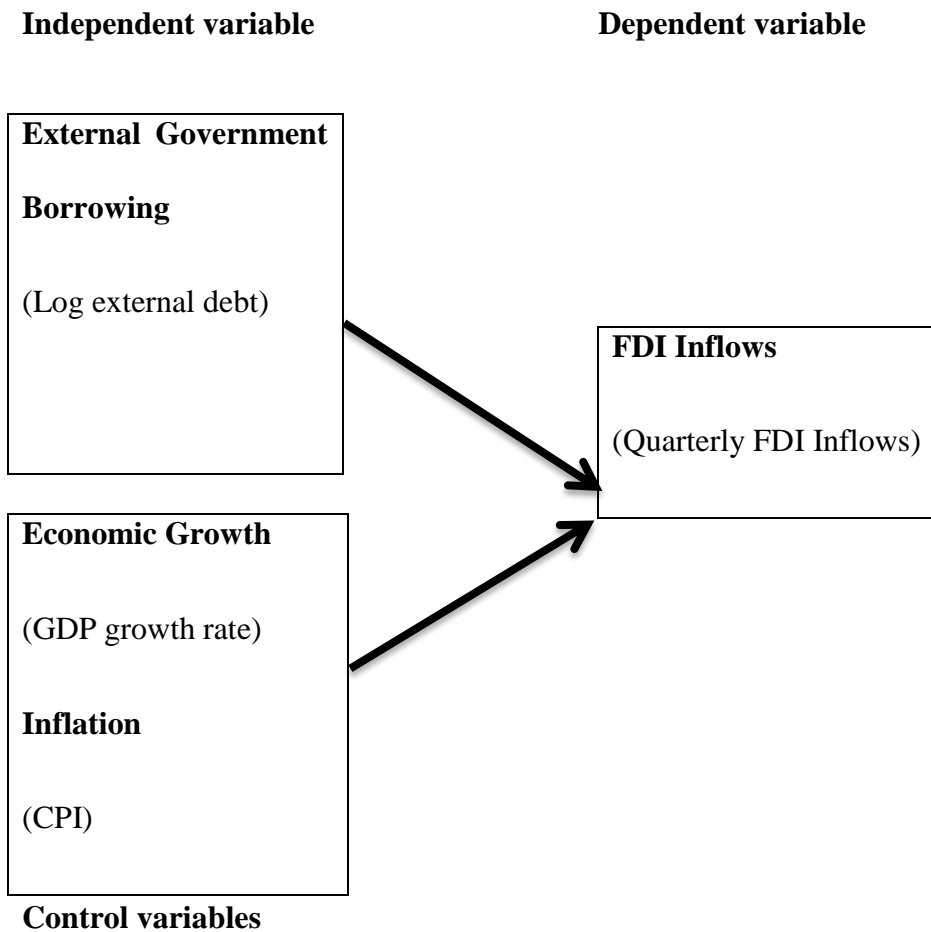 Independent variable
Dependent variable
External Government
Borrowing
(Log external debt)
FDI Inflows
(Quarterly FDI Inflows)
Economic Growth
(GDP growth rate)
Inflation
(CPI)
Control variables